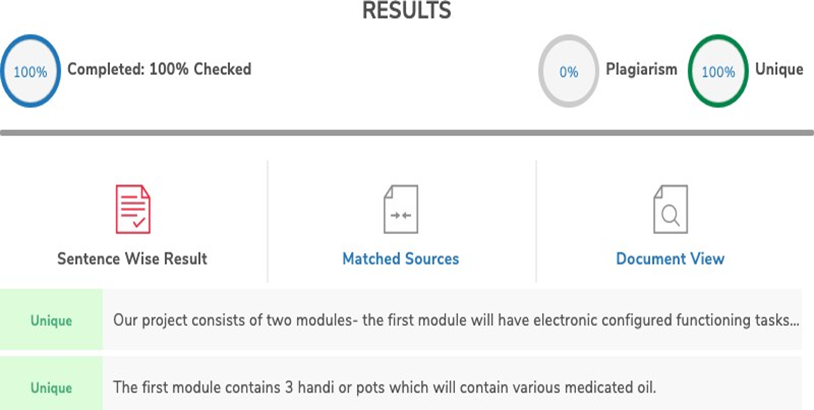 RESULTS
100% Completed: 100% Checked 0% Plagiarism 100% Unique
Sentence Wise Result Matched Sources Document View
Unique Our project consists of two modules- the first module will have electronic configured functioning tasks...
Unique The first module contains 3 handi or pots which will contain various medicated oil.